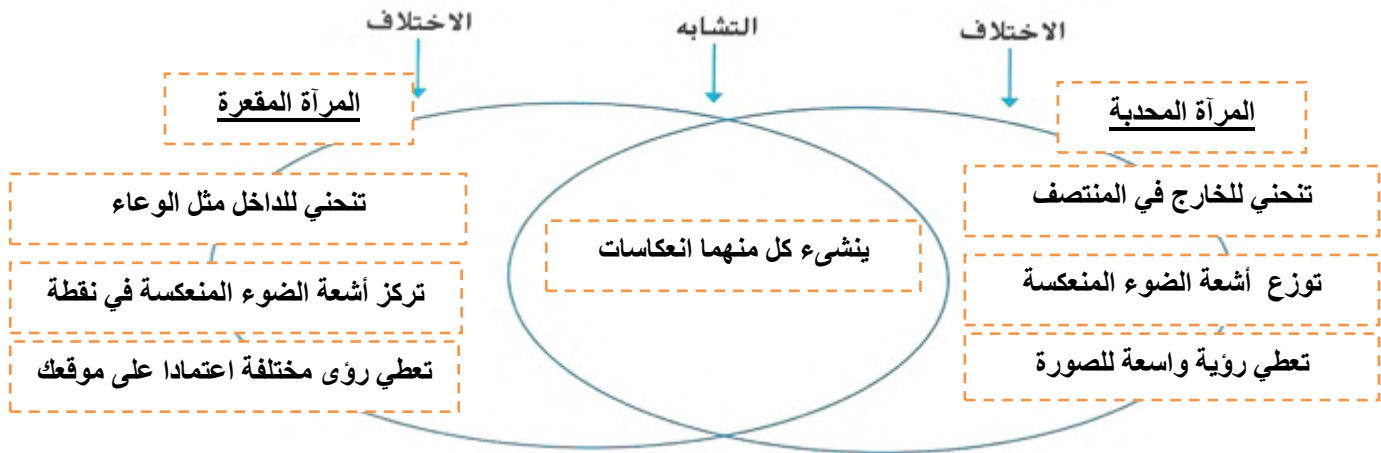 الاختلاف
التشابه
الاختلاف
المرآة المحدبة
المرآة المقعرة
تنحني للخارج في المنتصف
توزع أشعة الضوء المنعكسة
تعطي رؤية واسعة للصورة
ينشىء كل منهما انعكاسات
تنحني للداخل مثل الوعاء
تركز أشعة الضوء المنعكسة في نقطة
تعطي رؤى مختلفة اعتمادا على موقعك